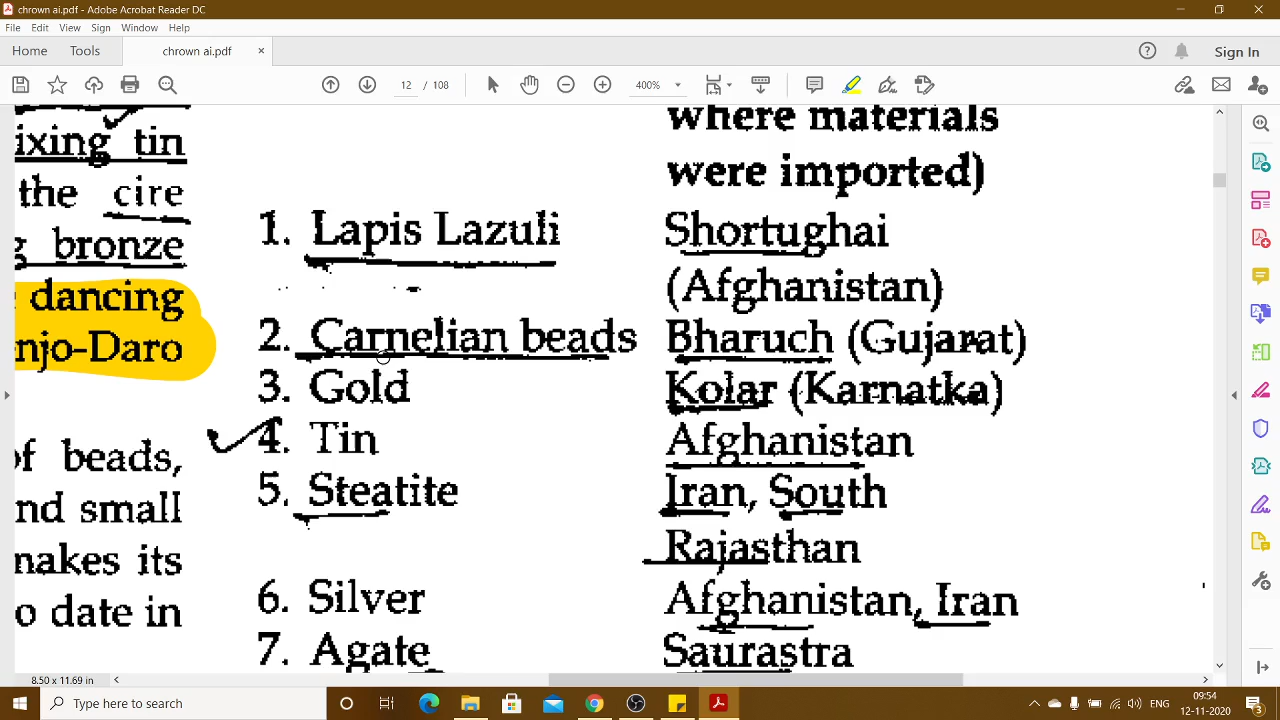 chrown ai.pdf - Adobe Acrobat Reader DC
File Edit View Sign Window Help
Home Tools chrown ai.pdf × Sign In
12 / 108 400%
where materials
were imported)
ixing tin
the cire
g bronze
dancing
njo-Daro
of beads,
nd small
makes its
o date in
1. Lapis Lazuli Shortughai
(Afghanistan)
2. Carnelian beads Bharuch (Gujarat)
3. Gold Kolar (Karnatka)
4. Tin Afghanistan
5. Steatite Iran, South
Rajasthan
6. Silver Afghanistan, Iran
7. Agate Saurastra
8.50 x 11.69 in
Type here to search
09:54
12-11-2020
3